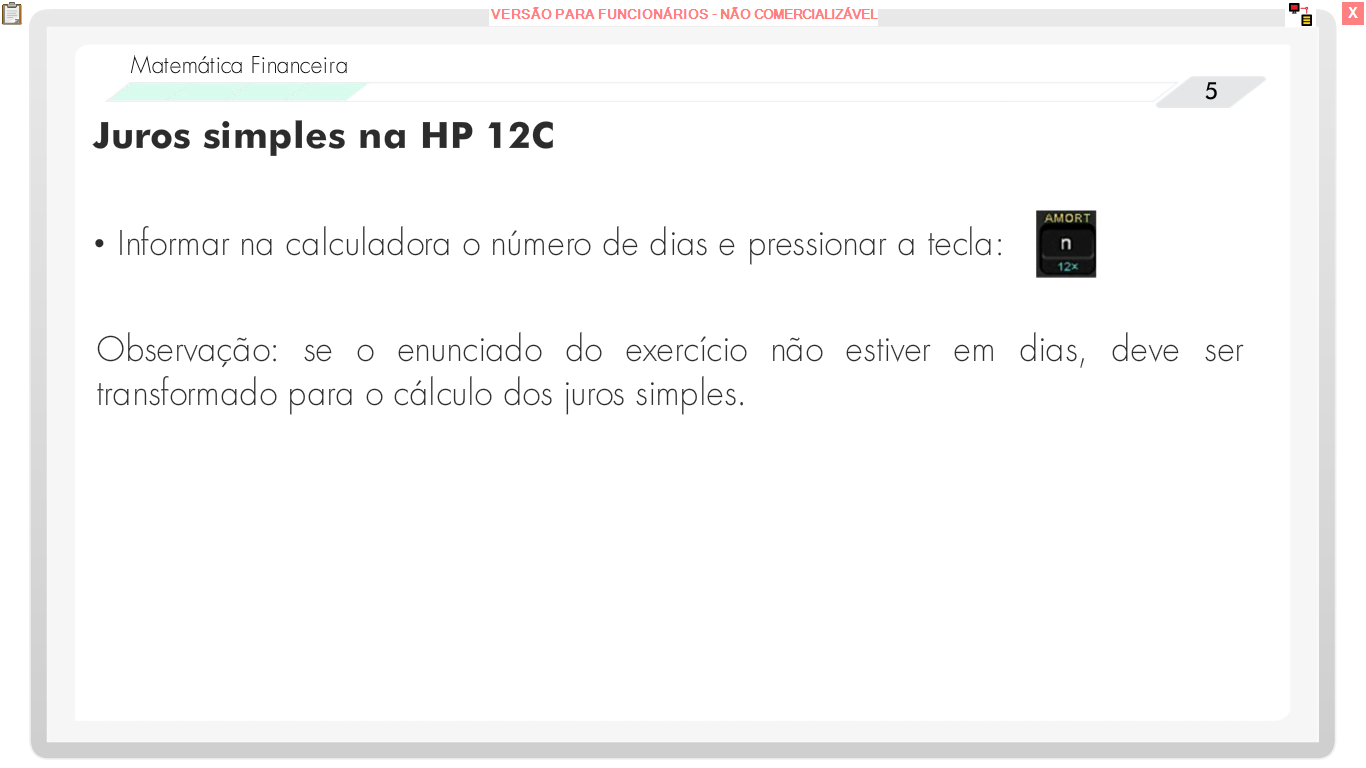 VERSÃO PARA FUNCIONÁRIOS - NÃO COMERCIALIZÁVEL
X
Matemática Financeira
5
Juros simples na HP 12C
• Informar na calculadora o número de dias e pressionar a tecla:
AMORT
n
12×
Observação: se o enunciado do exercício não estiver em dias, deve ser
transformado para o cálculo dos juros simples.